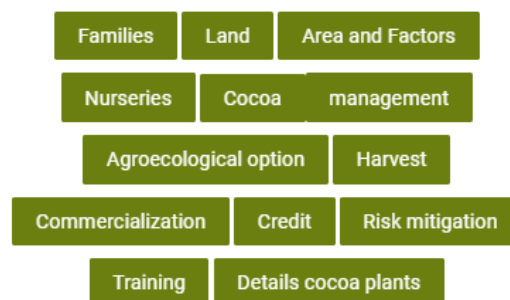 Families Land Area and Factors
Nurseries Cocoa management
Agroecological option Harvest
Commercialization Credit Risk mitigation
Training Details cocoa plants